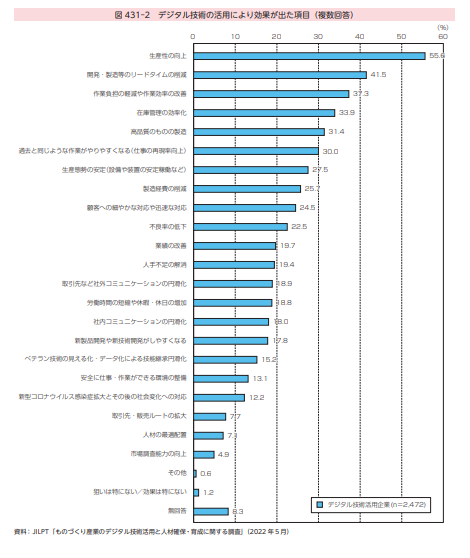 図 431-2 デジタル技術の活用により効果が出た項目（複数回答）
(%)
0 10 20 30 40 50 60
生産性の向上 55.6
開発・製造等のリードタイムの削減 41.5
作業負担の軽減や作業効率の改善 37.3
在庫管理の効率化 33.9
高品質のものの製造 31.4
過去と同じような作業がやりやすくなる（仕事の再現率向上） 30.0
生産態勢の安定（設備や装置の安定稼働など） 27.5
製造経費の削減 25.7
顧客への細やかな対応や迅速な対応 24.5
不良率の低下 22.5
業績の改善 19.7
人手不足の解消 19.4
取引先など社外コミュニケーションの円滑化 18.9
労働時間の短縮や休暇・休日の増加 18.8
社内コミュニケーションの円滑化 18.0
新製品開発や新技術開発がしやすくなる 17.8
ベテラン技術の見える化・データ化による技能継承円滑化 15.2
安全に仕事・作業ができる環境の整備 13.1
新型コロナウイルス感染症拡大とその後の社会変化への対応 12.2
取引先・販売ルートの拡大 7.7
人材の最適配置 7.1
市場調査能力の向上 4.9
その他 0.6
狙いは特にない／効果は特にない 1.2
無回答 8.3
デジタル技術活用企業(n=2,472)
資料：JILPT「ものづくり産業のデジタル技術活用と人材確保・育成に関する調査」（2022年5月）